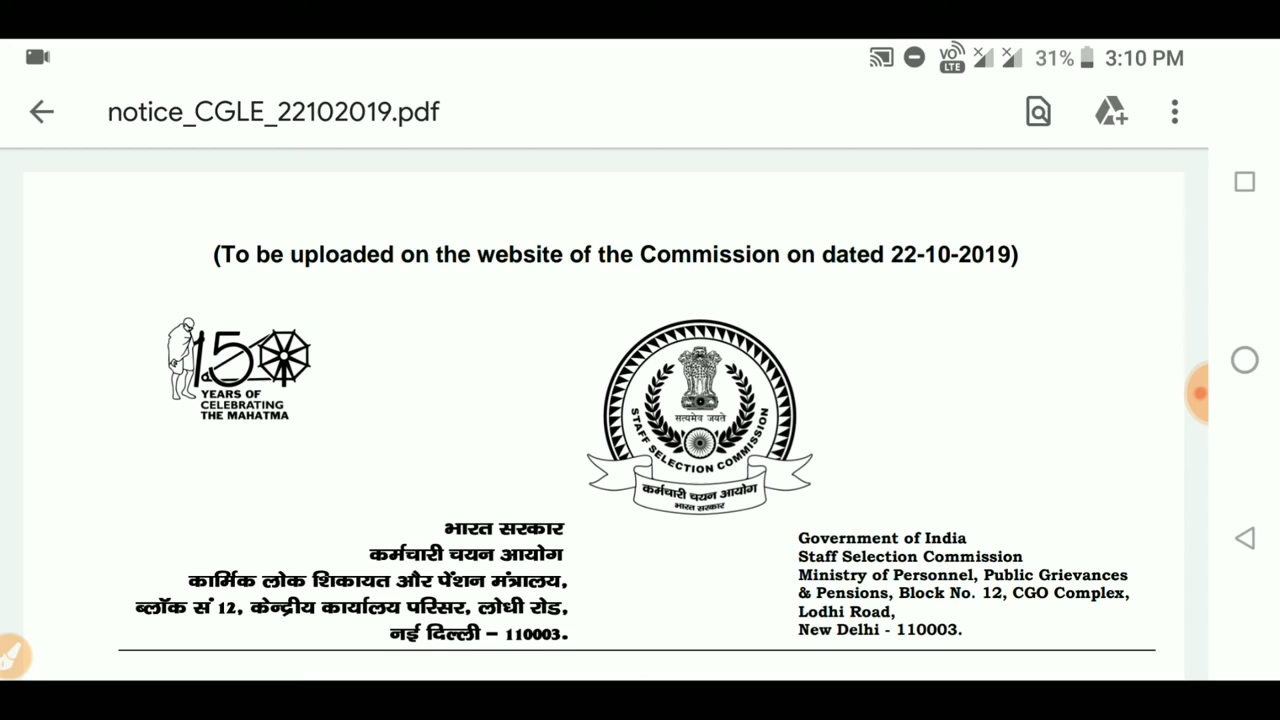 VO
LTE
31%
3:10 PM
notice_CGLE_22102019.pdf
(To be uploaded on the website of the Commission on dated 22-10-2019)
150
YEARS OF
CELEBRATING
THE MAHATMA
सत्यमेव जयते
STAFF SELECTION COMMISSION
कर्मचारी चयन आयोग
भारत सरकार
भारत सरकार
कर्मचारी चयन आयोग
कार्मिक लोक शिकायत और पेंशन मंत्रालय,
ब्लॉक सं 12, केन्द्रीय कार्यालय परिसर, लोधी रोड,
नई दिल्ली – 110003.
Government of India
Staff Selection Commission
Ministry of Personnel, Public Grievances
& Pensions, Block No. 12, CGO Complex,
Lodhi Road,
New Delhi - 110003.